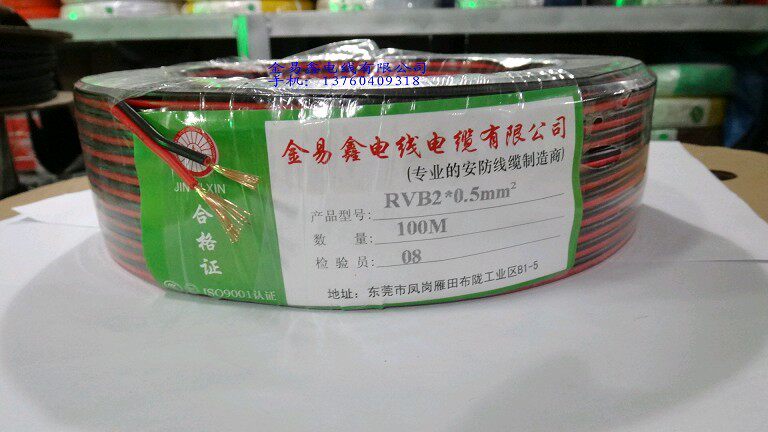 金易鑫电线有限公司
手机：13760409318
金易鑫电线电缆有限公司
(专业的安防线缆制造商)
产品型号: RVB2*0.5mm²
数 量: 100M
检 验 员: 08
地址：东莞市凤岗雁田布陇工业区B1-5
合格证
ISO9001认证